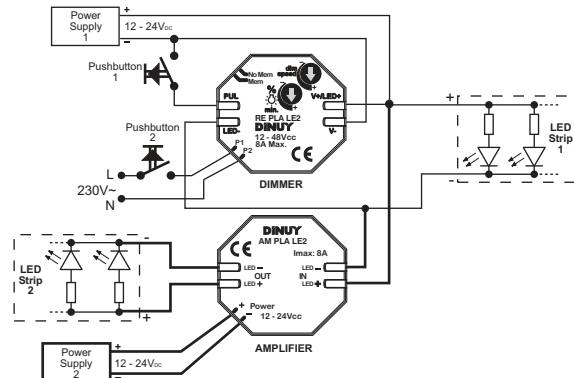 Power
Supply
1
+
12 - 24VDC
-
Pushbutton
1
No Mem
Mem
dim
speed
- +
%
min.
- +
PUL
V+/LED+
RE PLA LE2
LED-
DiNUY
V-
12 - 48Vcc
8A Max.
P1
P2
DIMMER
Pushbutton
2
L
230V~
N
+
-
LED
Strip
1
DiNUY
AM PLA LE2
Imax: 8A
LED -
LED -
OUT
IN
LED +
LED +
+ Power
-
12 - 24Vcc
AMPLIFIER
-
LED
Strip
2
+
Power
Supply
2
+
12 - 24VDC
-